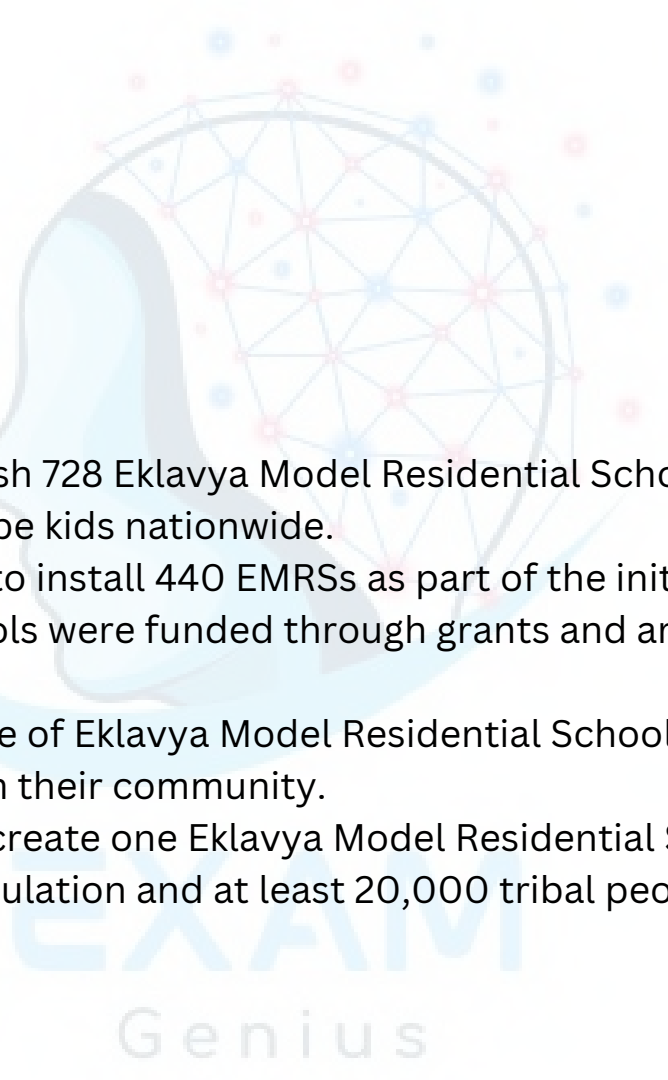 sh 728 Eklavya Model Residential Scho
be kids nationwide.
to install 440 EMRSs as part of the init
ols were funded through grants and ar
e of Eklavya Model Residential School
n their community.
create one Eklavya Model Residential S
ulation and at least 20,000 tribal peo
EXAM
Genius